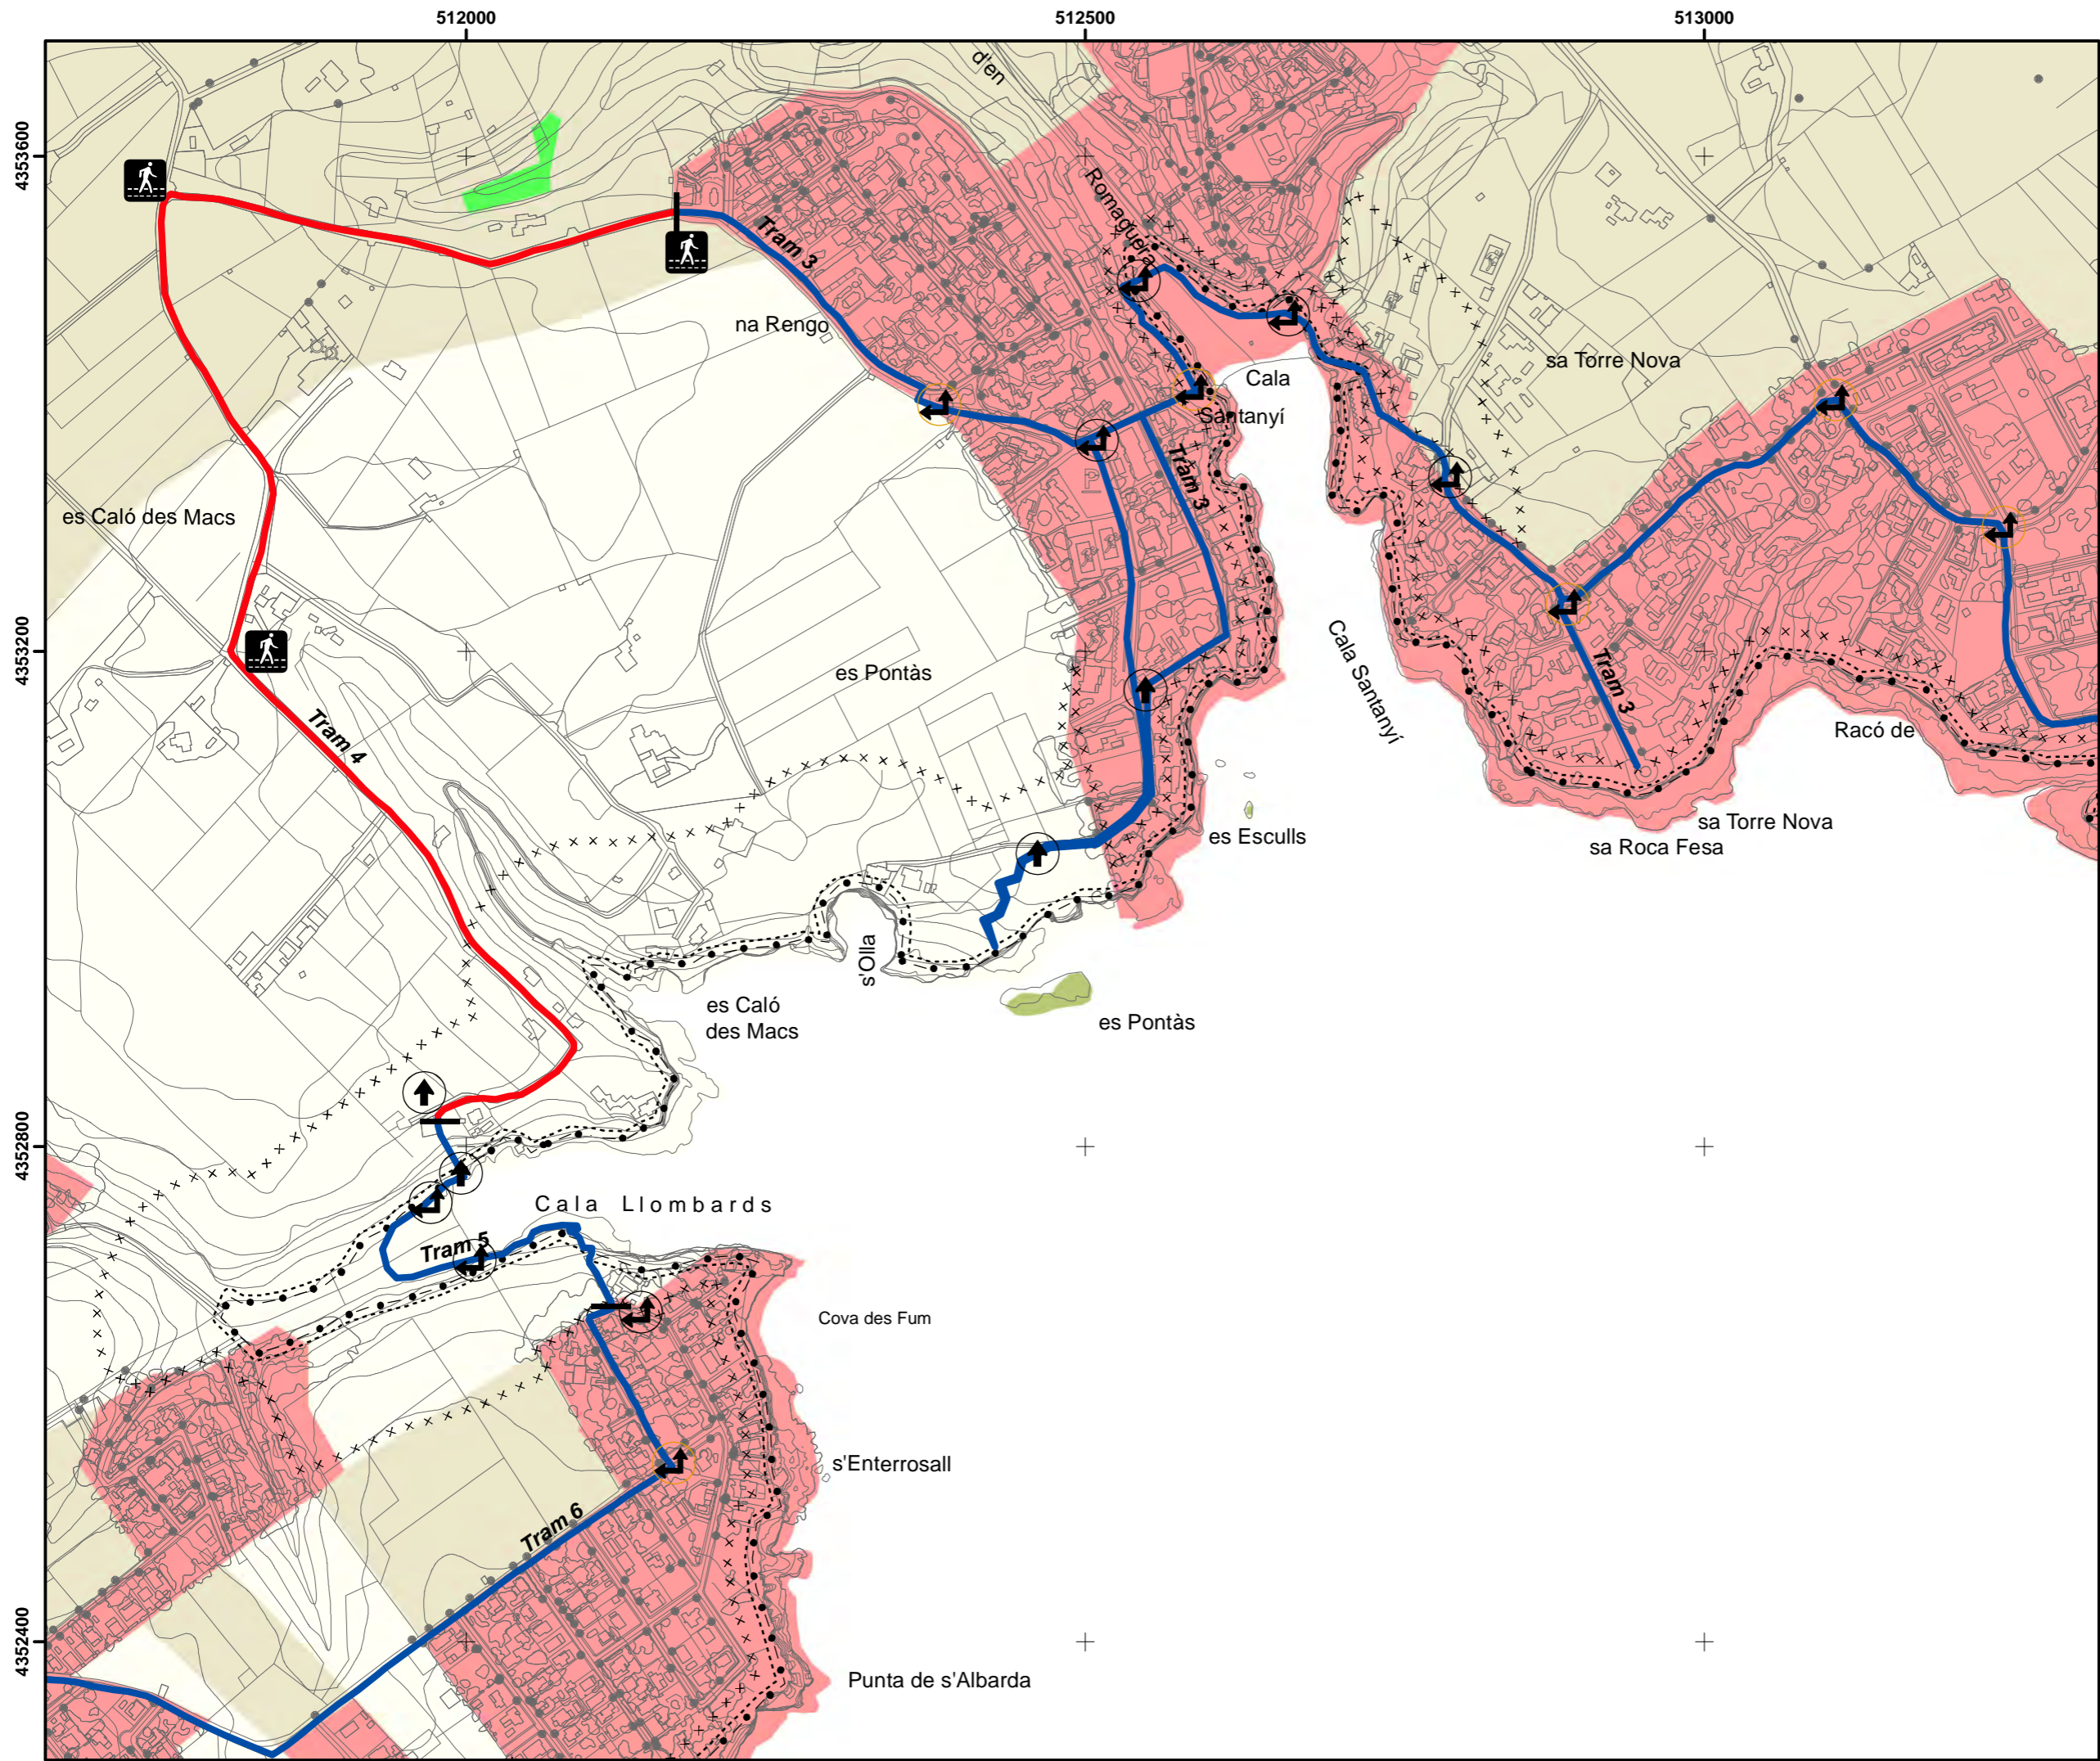 512000
512500
513000
4353600
4353200
4352800
4352400
d'en
Romaguera
Tram 3
na Rengo
Cala
Santanyí
sa Torre Nova
Tram 3
P
es Caló des Macs
es Pontàs
Cala Santanyí
Tram 3
Racó de
Tram 4
sa Torre Nova
es Esculls
sa Roca Fesa
s'Olla
es Caló
des Macs
es Pontàs
Cala Llombards
Tram 5
Cova des Fum
s'Enterrosall
Tram 6
Punta de s'Albarda